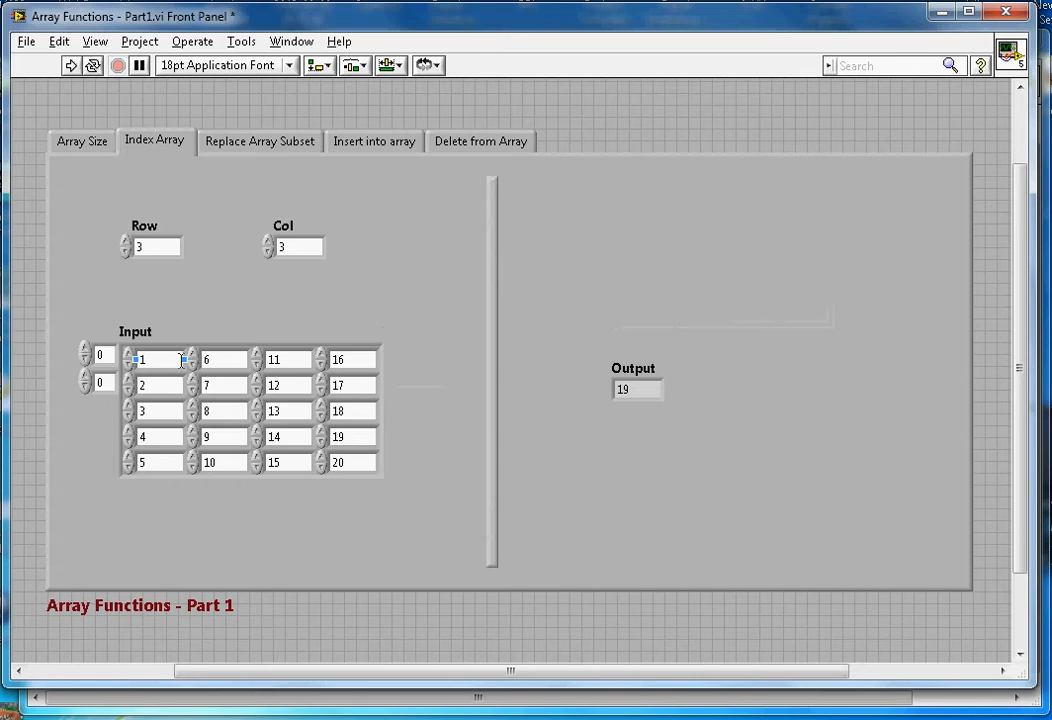 Array Functions - Part1.vi Front Panel *
File Edit View Project Operate Tools Window Help
18pt Application Font Search ? 5
Array Size Index Array Replace Array Subset Insert into array Delete from Array
Row Col
3 3
Input
0 1 6 11 16
0 2 7 12 17
3 8 13 18
4 9 14 19
5 10 15 20
Output
19
Array Functions - Part 1